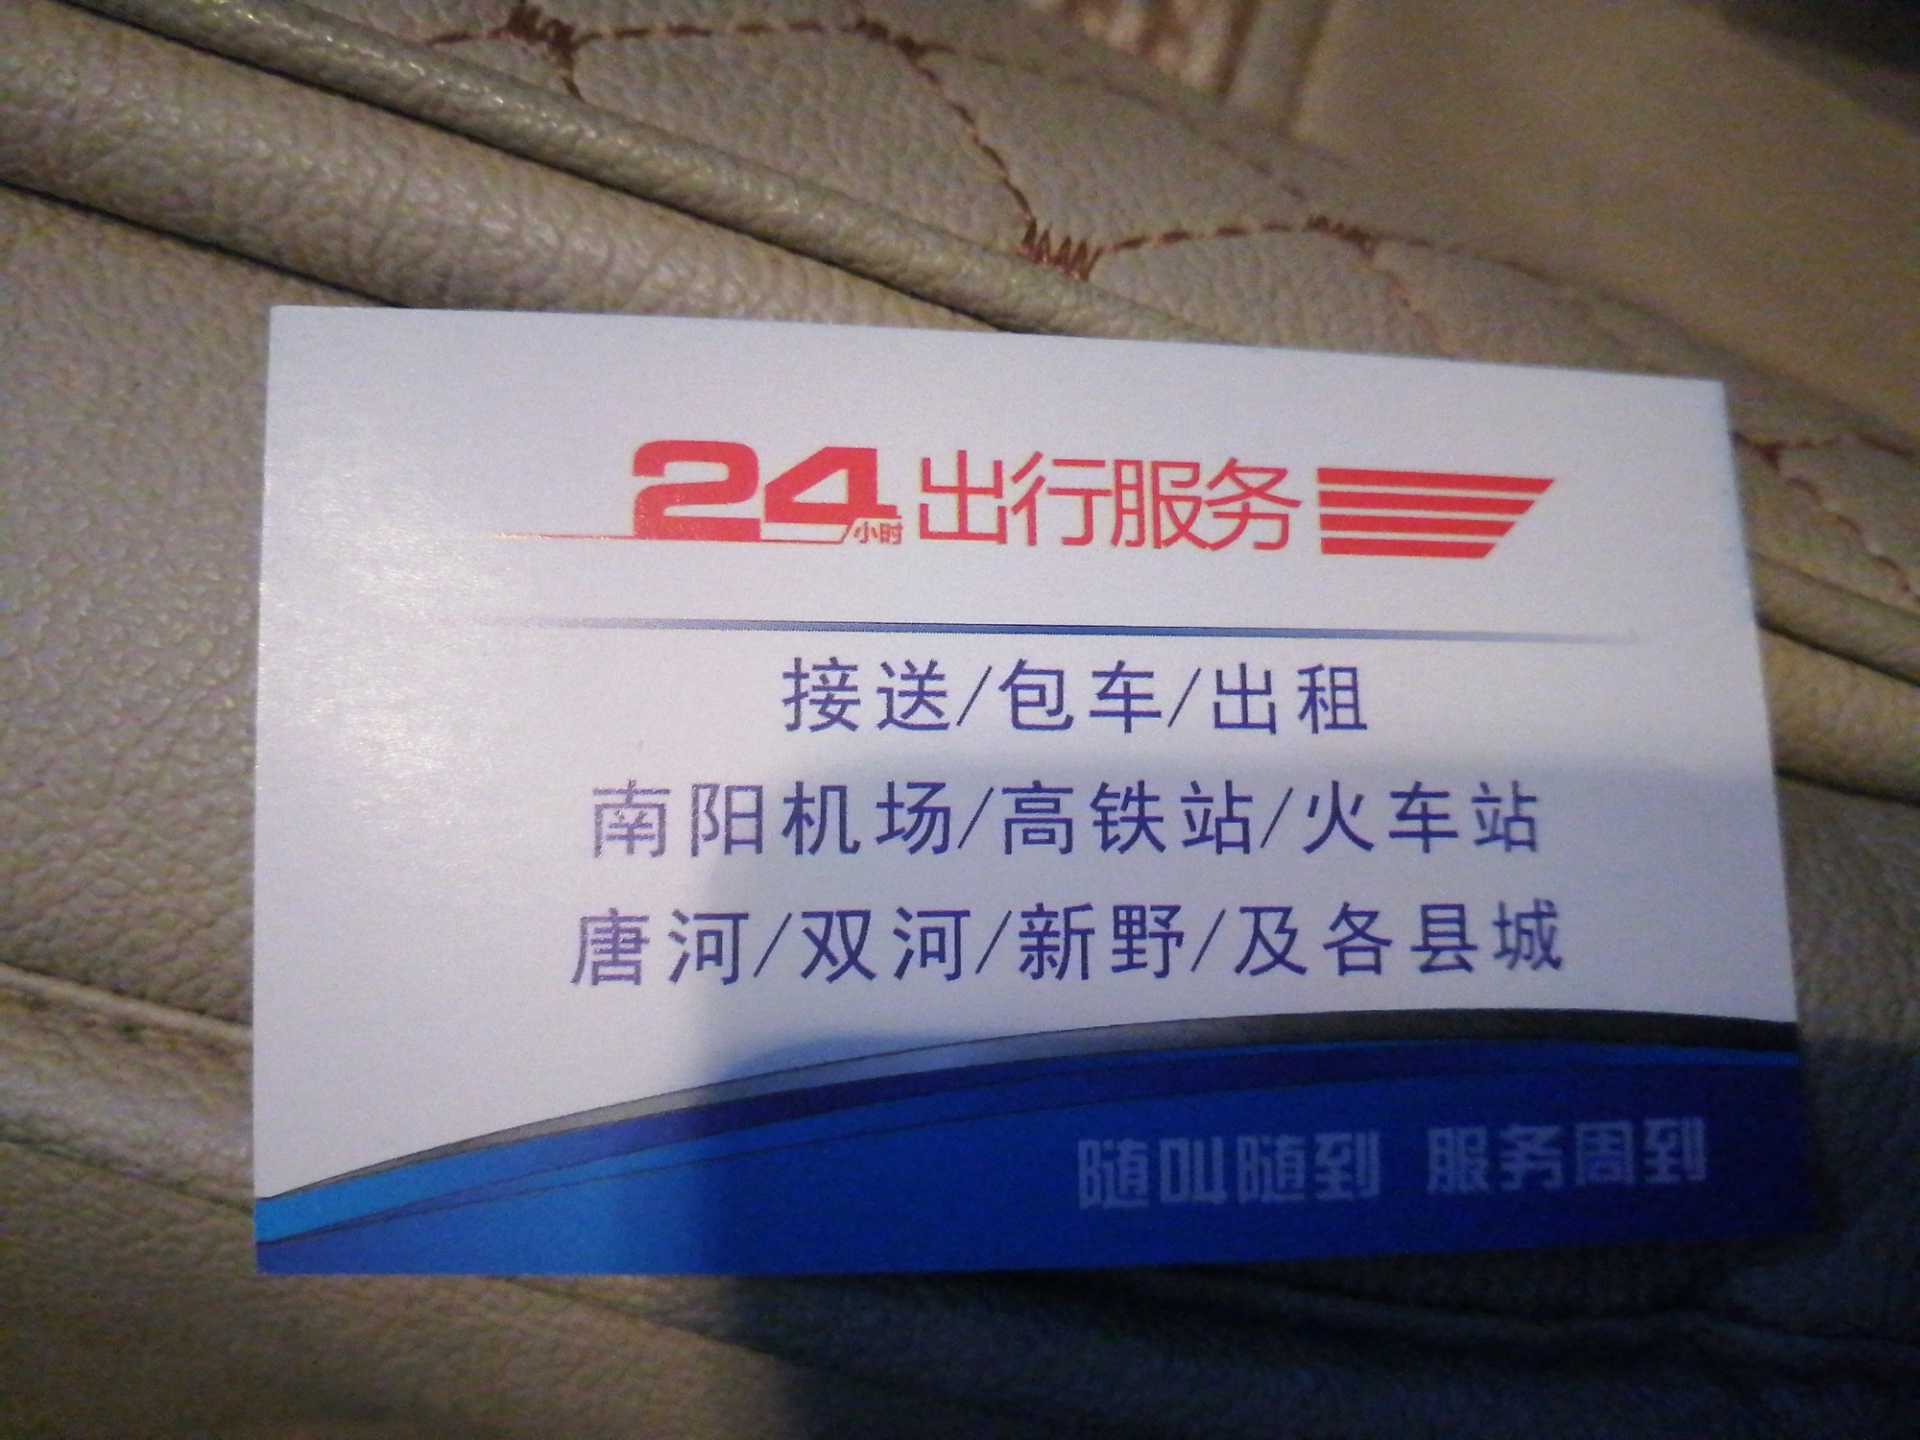 24小时出行服务
接送/包车/出租
南阳机场/高铁站/火车站
唐河/双河/新野/及各县城
随叫随到 服务周到